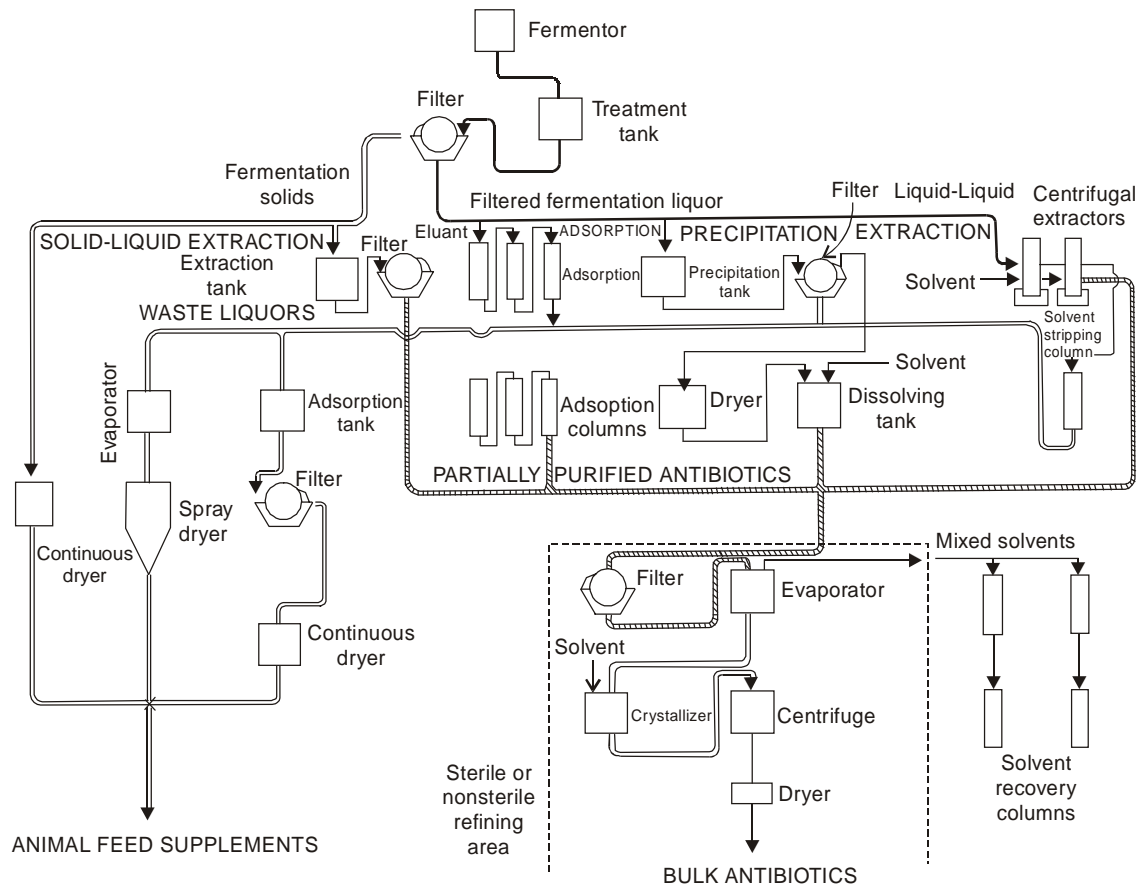 Fermentor
Filter
Treatment
tank
Fermentation
solids
Filtered fermentation liquor
Filter
Liquid-Liquid
Centrifugal
extractors
SOLID-LIQUID EXTRACTION
Filter
Eluant
ADSORPTION
PRECIPITATION
EXTRACTION
Extraction
tank
Adsorption
Precipitation
tank
Solvent
WASTE LIQUORS
Solvent
stripping
column
Solvent
Evaporator
Adsorption
tank
Adsoption
columns
Dryer
Dissolving
tank
PARTIALLY PURIFIED ANTIBIOTICS
Filter
Spray
dryer
Continuous
dryer
Mixed solvents
Filter
Evaporator
Continuous
dryer
Solvent
Crystallizer
Centrifuge
Sterile or
nonsterile
refining
area
Dryer
Solvent
recovery
columns
ANIMAL FEED SUPPLEMENTS
BULK ANTIBIOTICS